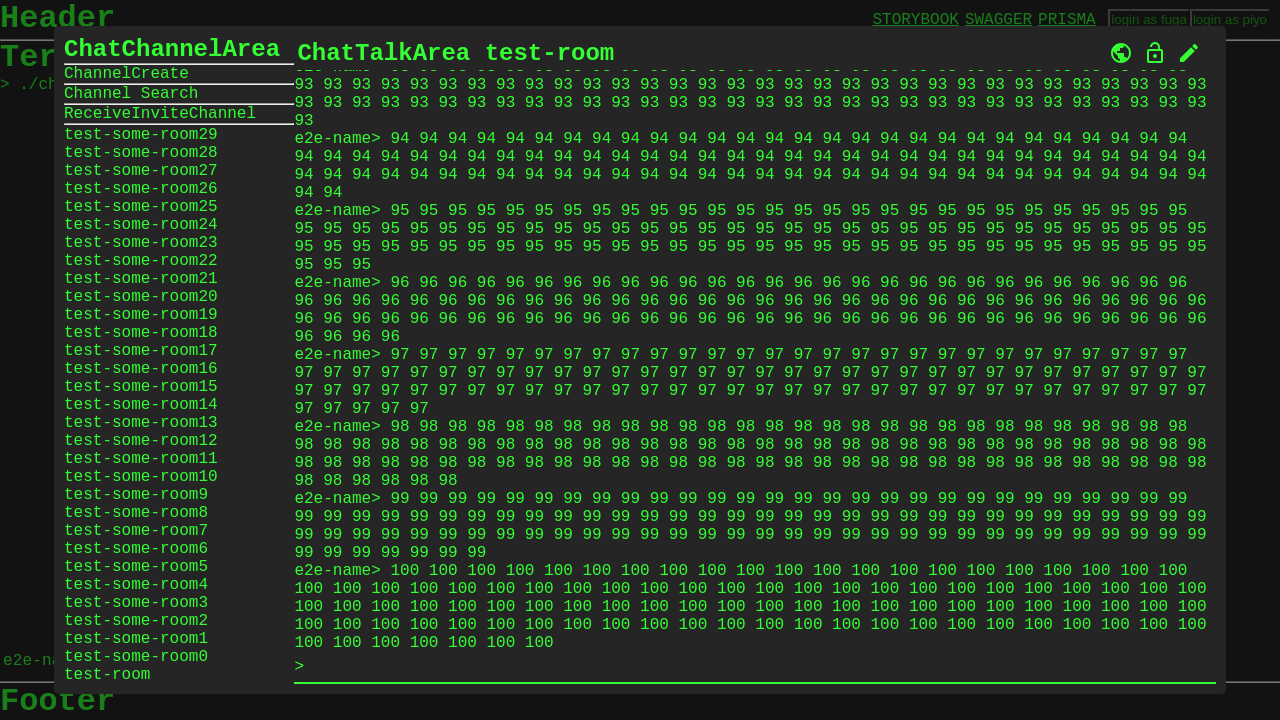 Header
STORYBOOK SWAGGER PRISMA login as fuga login as piyo
Ter
> ./ch
e2e-na
Footer
ChatChannelArea
ChannelCreate
Channel Search
ReceiveInviteChannel
test-some-room29
test-some-room28
test-some-room27
test-some-room26
test-some-room25
test-some-room24
test-some-room23
test-some-room22
test-some-room21
test-some-room20
test-some-room19
test-some-room18
test-some-room17
test-some-room16
test-some-room15
test-some-room14
test-some-room13
test-some-room12
test-some-room11
test-some-room10
test-some-room9
test-some-room8
test-some-room7
test-some-room6
test-some-room5
test-some-room4
test-some-room3
test-some-room2
test-some-room1
test-some-room0
test-room
ChatTalkArea test-room
93 93 93 93 93 93 93 93 93 93 93 93 93 93 93 93 93 93 93 93 93 93 93 93 93 93 93 93 93 93 93 93
93 93 93 93 93 93 93 93 93 93 93 93 93 93 93 93 93 93 93 93 93 93 93 93 93 93 93 93 93 93 93 93
93
e2e-name> 94 94 94 94 94 94 94 94 94 94 94 94 94 94 94 94 94 94 94 94 94 94 94 94 94 94 94 94
94 94 94 94 94 94 94 94 94 94 94 94 94 94 94 94 94 94 94 94 94 94 94 94 94 94 94 94 94 94 94 94
94 94 94 94 94 94 94 94 94 94 94 94 94 94 94 94 94 94 94 94 94 94 94 94 94 94 94 94 94 94 94 94
94 94
e2e-name> 95 95 95 95 95 95 95 95 95 95 95 95 95 95 95 95 95 95 95 95 95 95 95 95 95 95 95 95
95 95 95 95 95 95 95 95 95 95 95 95 95 95 95 95 95 95 95 95 95 95 95 95 95 95 95 95 95 95 95 95
95 95 95 95 95 95 95 95 95 95 95 95 95 95 95 95 95 95 95 95 95 95 95 95 95 95 95 95 95 95 95 95
95 95 95
e2e-name> 96 96 96 96 96 96 96 96 96 96 96 96 96 96 96 96 96 96 96 96 96 96 96 96 96 96 96 96
96 96 96 96 96 96 96 96 96 96 96 96 96 96 96 96 96 96 96 96 96 96 96 96 96 96 96 96 96 96 96 96
96 96 96 96 96 96 96 96 96 96 96 96 96 96 96 96 96 96 96 96 96 96 96 96 96 96 96 96 96 96 96 96
96 96 96 96
e2e-name> 97 97 97 97 97 97 97 97 97 97 97 97 97 97 97 97 97 97 97 97 97 97 97 97 97 97 97 97
97 97 97 97 97 97 97 97 97 97 97 97 97 97 97 97 97 97 97 97 97 97 97 97 97 97 97 97 97 97 97 97
97 97 97 97 97 97 97 97 97 97 97 97 97 97 97 97 97 97 97 97 97 97 97 97 97 97 97 97 97 97 97 97
97 97 97 97 97
e2e-name> 98 98 98 98 98 98 98 98 98 98 98 98 98 98 98 98 98 98 98 98 98 98 98 98 98 98 98 98
98 98 98 98 98 98 98 98 98 98 98 98 98 98 98 98 98 98 98 98 98 98 98 98 98 98 98 98 98 98 98 98
98 98 98 98 98 98 98 98 98 98 98 98 98 98 98 98 98 98 98 98 98 98 98 98 98 98 98 98 98 98 98 98
98 98 98 98 98 98
e2e-name> 99 99 99 99 99 99 99 99 99 99 99 99 99 99 99 99 99 99 99 99 99 99 99 99 99 99 99 99
99 99 99 99 99 99 99 99 99 99 99 99 99 99 99 99 99 99 99 99 99 99 99 99 99 99 99 99 99 99 99 99
99 99 99 99 99 99 99 99 99 99 99 99 99 99 99 99 99 99 99 99 99 99 99 99 99 99 99 99 99 99 99 99
99 99 99 99 99 99 99
e2e-name> 100 100 100 100 100 100 100 100 100 100 100 100 100 100 100 100 100 100 100 100 100
100 100 100 100 100 100 100 100 100 100 100 100 100 100 100 100 100 100 100 100 100 100 100 100
100 100 100 100 100 100 100 100 100 100 100 100 100 100 100 100 100 100 100 100 100 100 100 100
100 100 100 100 100 100 100 100 100 100 100 100 100 100 100 100 100 100 100 100 100 100 100 100
100 100 100 100 100 100 100
>